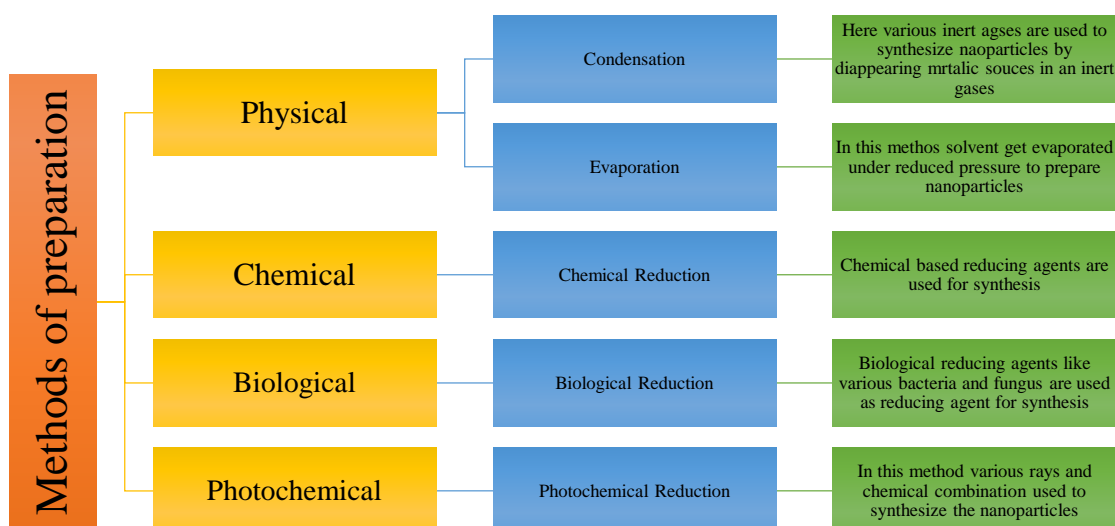 Methods of preparation
Physical
Condensation
Here various inert agses are used to
synthesize naoparticles by
diappearing mrtalic souces in an inert
gases
Evaporation
In this methos solvent get evaporated
under reduced pressure to prepare
nanoparticles
Chemical
Chemical Reduction
Chemical based reducing agents are
used for synthesis
Biological
Biological Reduction
Biological reducing agents like
various bacteria and fungus are used
as reducing agent for synthesis
Photochemical
Photochemical Reduction
In this method various rays and
chemical combination used to
synthesize the nanoparticles